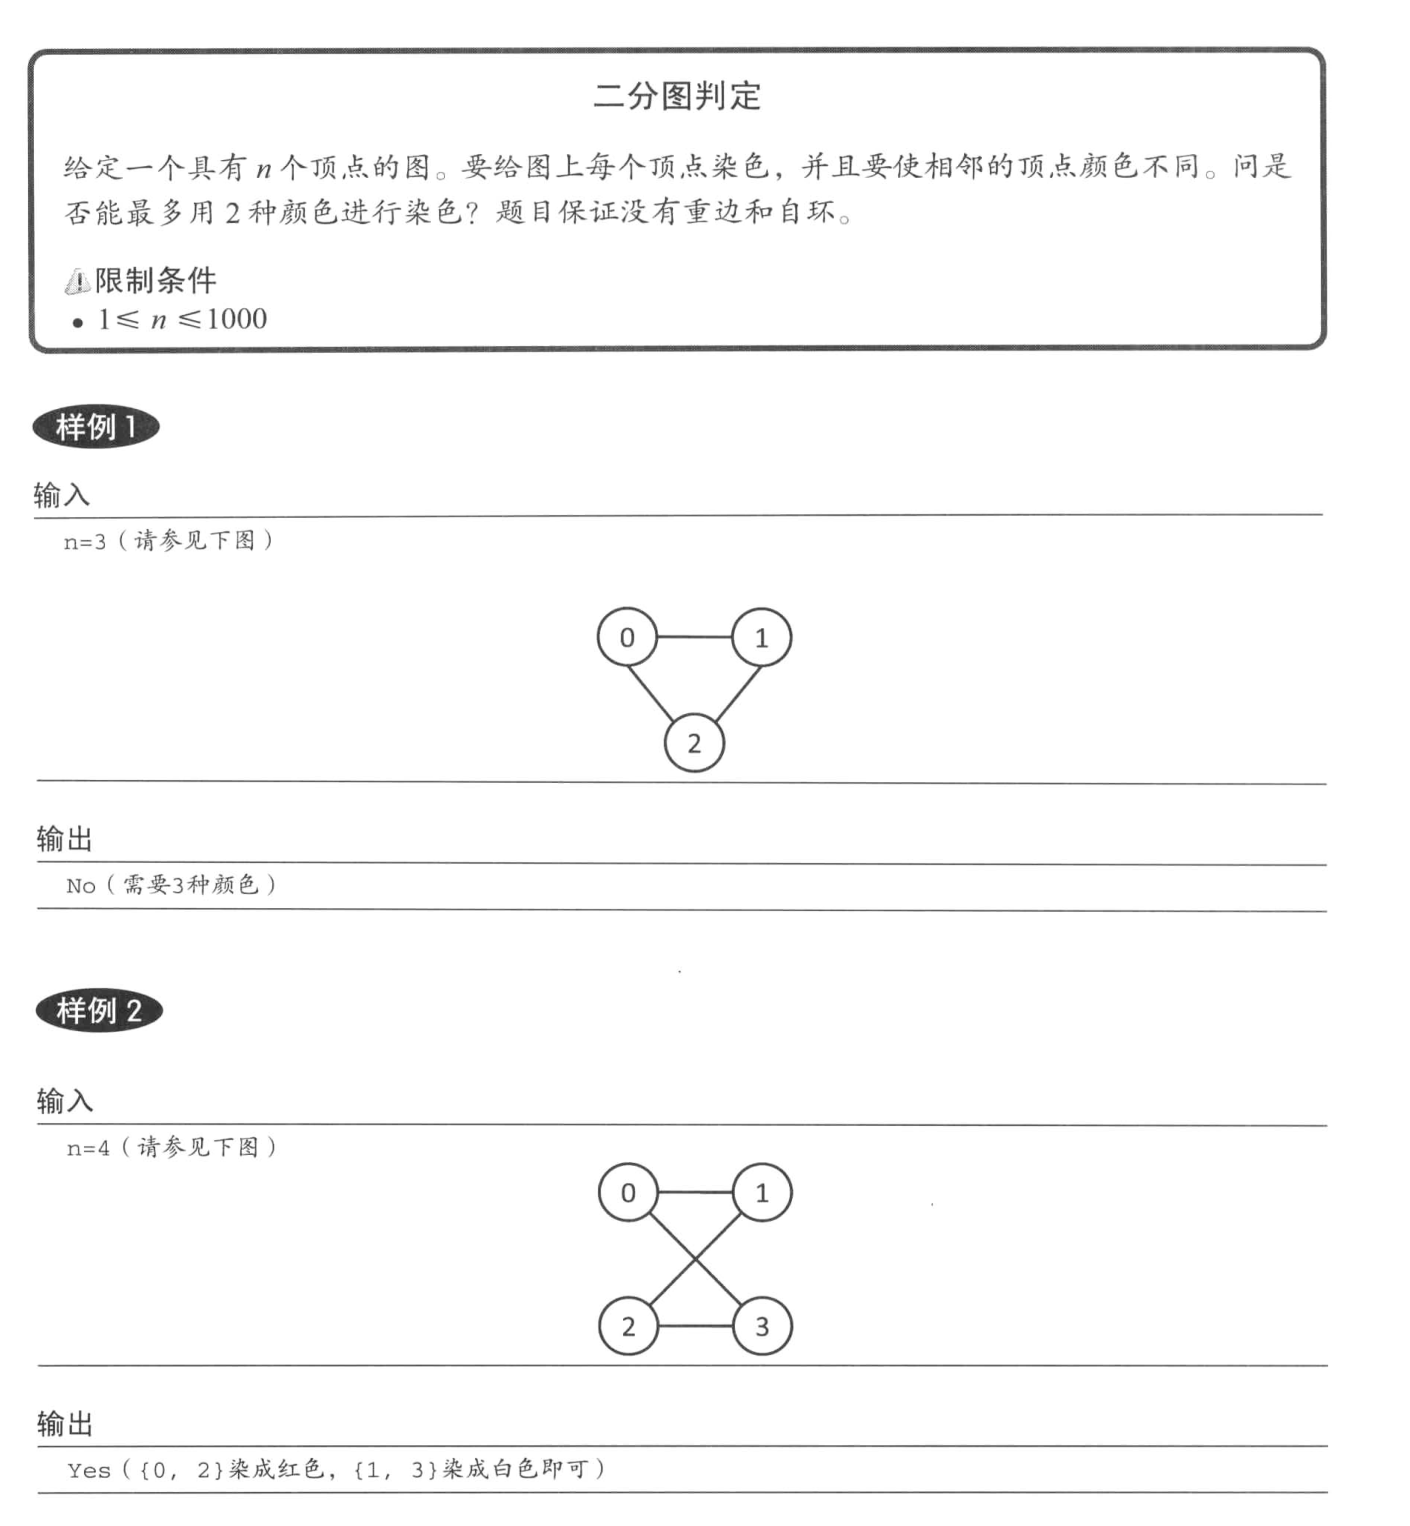 二分图判定
给定一个具有 n 个顶点的图。要给图上每个顶点染色，并且要使相邻的顶点颜色不同。问是
否能最多用 2 种颜色进行染色？题目保证没有重边和自环。
限制条件
• 1≤ n ≤1000
样例 1
输入
n=3（请参见下图）
0 1
2
输出
No（需要3种颜色）
样例 2
输入
n=4（请参见下图）
0 1
2 3
输出
Yes（{0, 2}染成红色，{1, 3}染成白色即可）